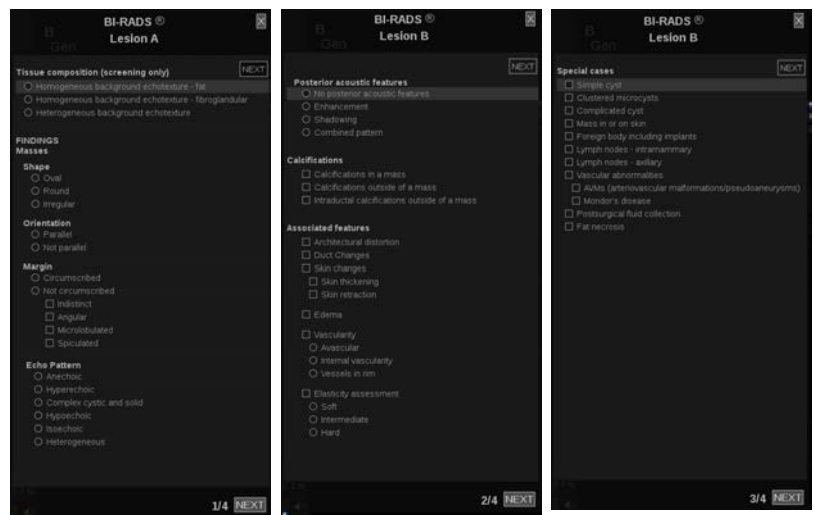 BI-RADS ®
X
Lesion A
NEXT
Tissue composition (screening only)
Homogeneous background echotexture - fat
Homogeneous background echotexture - fibroglandular
Heterogeneous background echotexture
FINDINGS
Masses
Shape
Oval
Round
Irregular
Orientation
Parallel
Not parallel
Margin
Circumscribed
Not circumscribed
Indistinct
Angular
Microlobulated
Spiculated
Echo Pattern
Anechoic
Hyperechoic
Complex cystic and solid
Hypoechoic
Isoechoic
Heterogeneous
1/4 NEXT
BI-RADS ®
X
Lesion B
NEXT
Posterior acoustic features
No posterior acoustic features
Enhancement
Shadowing
Combined pattern
Calcifications
Calcifications in a mass
Calcifications outside of a mass
Intraductal calcifications outside of a mass
Associated features
Architectural distortion
Duct Changes
Skin changes
Skin thickening
Skin retraction
Edema
Vascularity
Avascular
Internal vascularity
Vessels in rim
Elasticity assessment
Soft
Intermediate
Hard
2/4 NEXT
BI-RADS ®
X
Lesion B
NEXT
Special cases
Simple cyst
Clustered microcysts
Complicated cyst
Mass in or on skin
Foreign body including implants
Lymph nodes - intramammary
Lymph nodes - axillary
Vascular abnormalities
AVMs (arteriovascular malformations/pseudoaneurysms)
Mondor's disease
Postsurgical fluid collection
Fat necrosis
3/4 NEXT